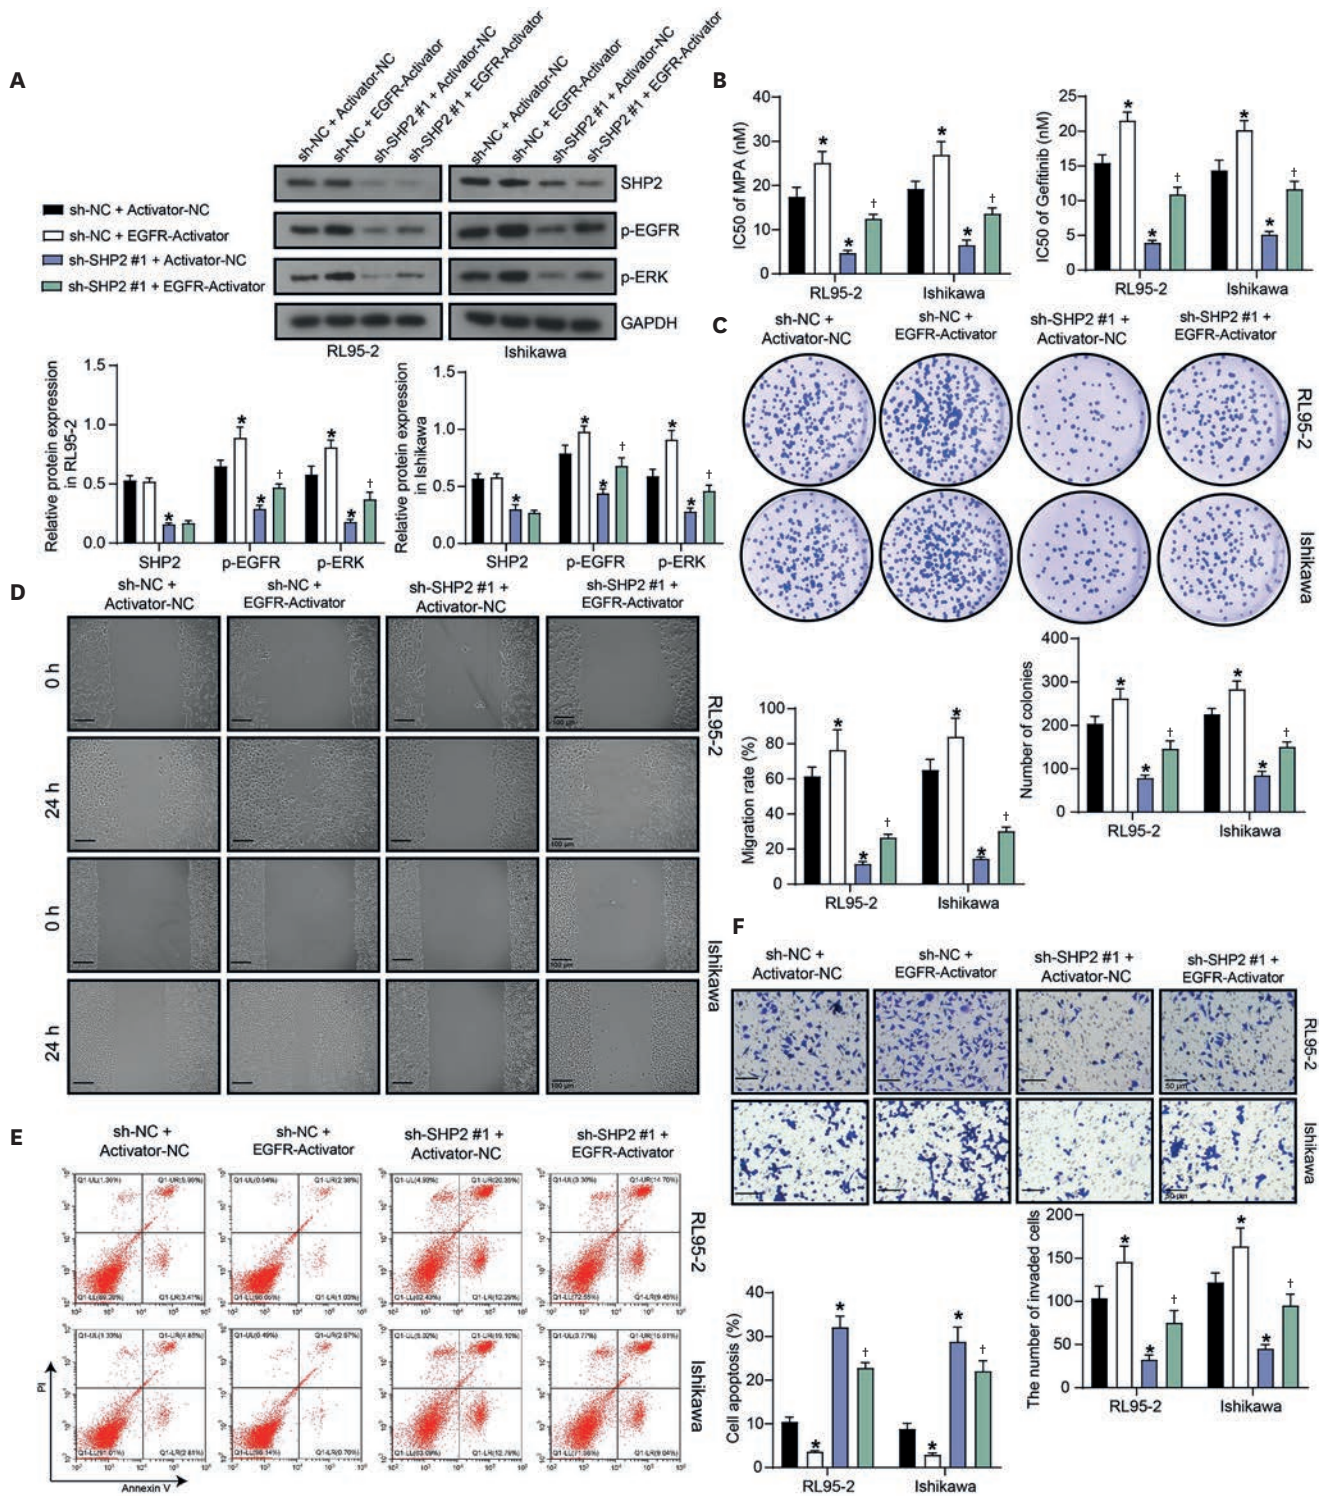 A
sh-NC + Activator-NC
sh-NC + EGFR-Activator
sh-SHP2 #1 + Activator-NC
sh-SHP2 #1 + EGFR-Activator
sh-NC + Activator-NC
sh-NC + EGFR-Activator
sh-SHP2 #1 + Activator-NC
sh-SHP2 #1 + EGFR-Activator
SHP2
p-EGFR
p-ERK
GAPDH
RL95-2
Ishikawa
sh-NC + Activator-NC
sh-NC + EGFR-Activator
sh-SHP2 #1 + Activator-NC
sh-SHP2 #1 + EGFR-Activator
Relative protein expression
in RL95-2
1.5
1.0
0.5
0.0
* * * * † * * †
SHP2 p-EGFR p-ERK
Relative protein expression
in Ishikawa
1.5
1.0
0.5
0.0
* * * † * * †
SHP2 p-EGFR p-ERK
B
IC50 of MPA (nM)
40
30
20
10
0
* * † * * †
RL95-2 Ishikawa
IC50 of Gefitinib (nM)
25
20
15
10
5
0
* * † * * †
RL95-2 Ishikawa
C
sh-NC +
Activator-NC
sh-NC +
EGFR-Activator
sh-SHP2 #1 +
Activator-NC
sh-SHP2 #1 +
EGFR-Activator
RL95-2
Ishikawa
Number of colonies
400
300
200
100
0
* * † * * †
RL95-2 Ishikawa
D
sh-NC +
Activator-NC
sh-NC +
EGFR-Activator
sh-SHP2 #1 +
Activator-NC
sh-SHP2 #1 +
EGFR-Activator
0 h
24 h
0 h
24 h
RL95-2
Ishikawa
100 μm
100 μm
100 μm
100 μm
Migration rate (%)
100
80
60
40
20
0
* * † * * †
RL95-2 Ishikawa
E
sh-NC +
Activator-NC
sh-NC +
EGFR-Activator
sh-SHP2 #1 +
Activator-NC
sh-SHP2 #1 +
EGFR-Activator
RL95-2
Ishikawa
PI
Annexin V
Cell apoptosis (%)
40
30
20
10
0
* * † * * †
RL95-2 Ishikawa
F
sh-NC +
Activator-NC
sh-NC +
EGFR-Activator
sh-SHP2 #1 +
Activator-NC
sh-SHP2 #1 +
EGFR-Activator
RL95-2
Ishikawa
50 μm
50 μm
The number of invaded cells
200
150
100
50
0
* * † * * †
RL95-2 Ishikawa